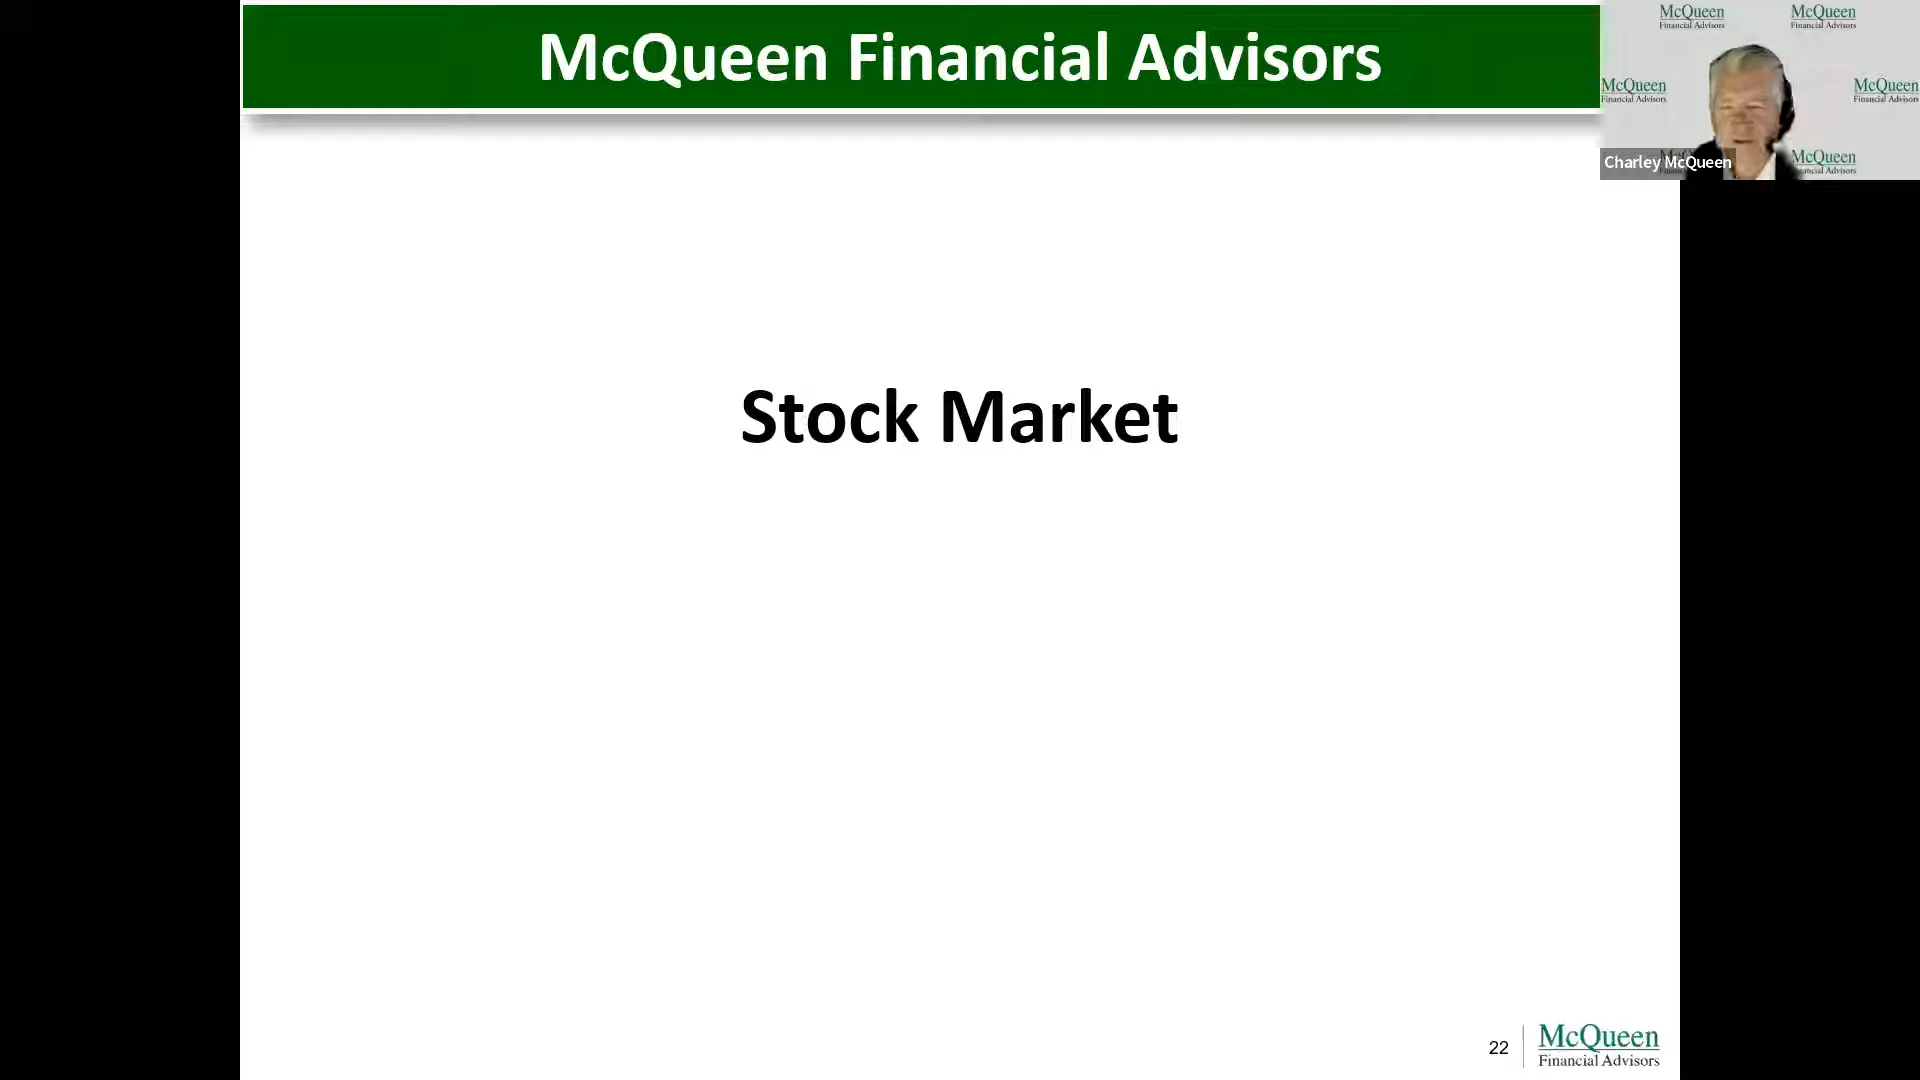 McQueen Financial Advisors
McQueen
Financial Advisors
McQueen
Financial Advisors
McQueen
Financial Advisors
McQueen
Financial Advisors
Charley McQueen
McQueen
Stock Market
22
McQueen
Financial Advisors